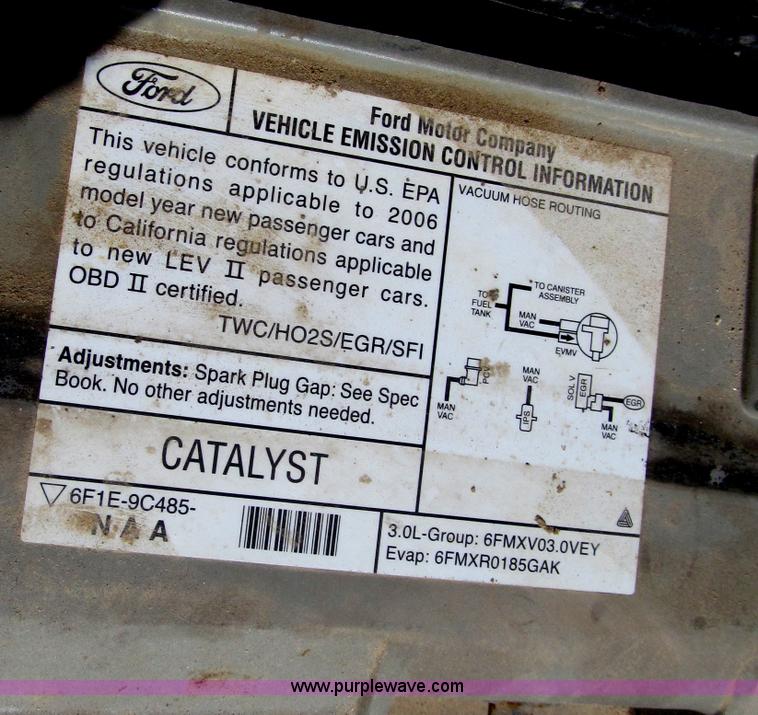 Ford
Ford Motor Company
VEHICLE EMISSION CONTROL INFORMATION
This vehicle conforms to U.S. EPA
regulations applicable to 2006
model year new passenger cars and
to California regulations applicable
to new LEV II passenger cars.
OBD II certified.
TWC/HO2S/EGR/SFI
Adjustments: Spark Plug Gap: See Spec
Book. No other adjustments needed.
CATALYST
6F1E-9C485-
NAA
VACUUM HOSE ROUTING
TO CANISTER
ASSEMBLY
TO
FUEL
TANK
MAN
VAC
EVMV
PCV
MAN
VAC
MAN
VAC
IPS
SOL V
EGR
EGR
MAN
VAC
3.0L-Group: 6FMXV03.0VEY
Evap: 6FMXR0185GAK
www.purplewave.com